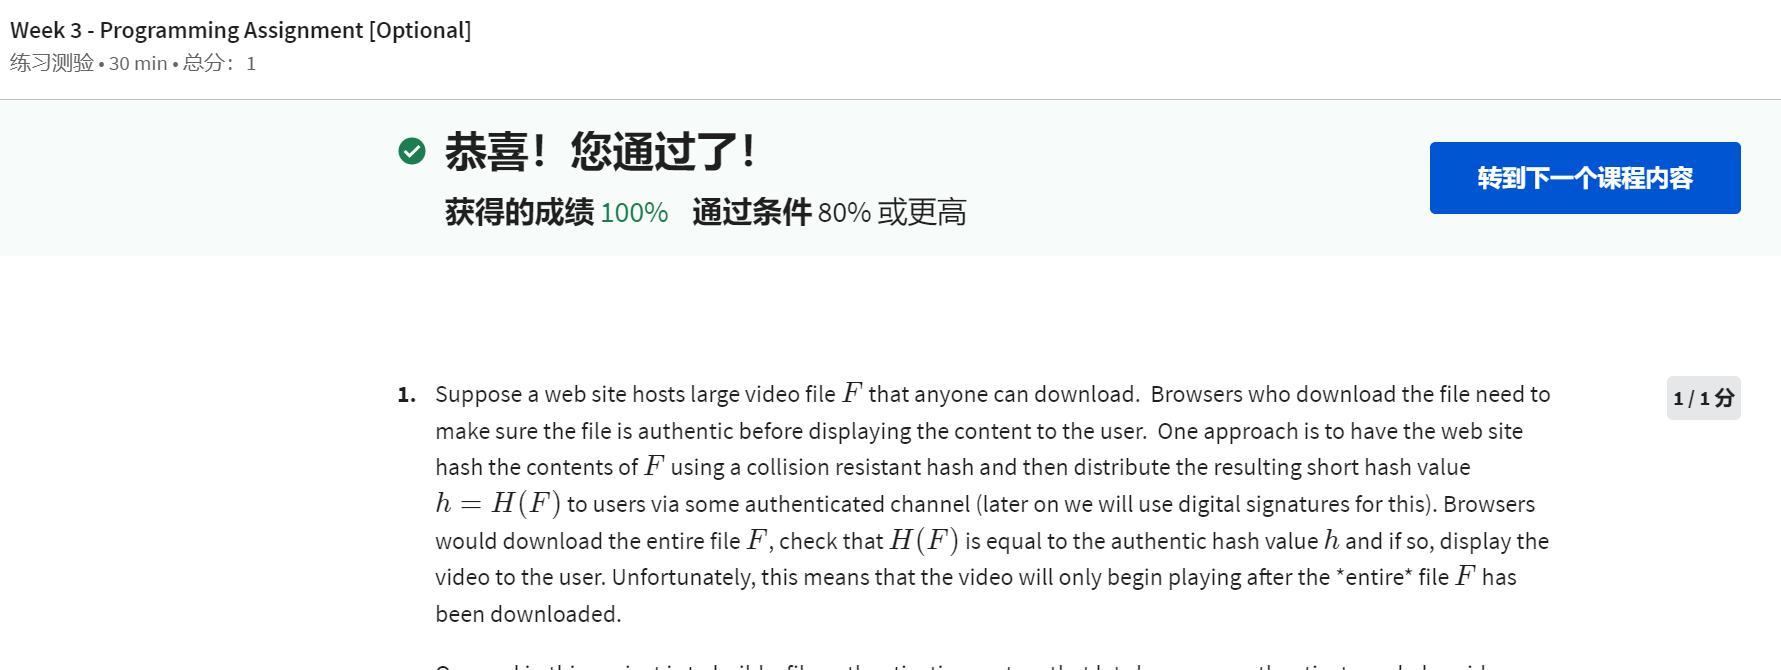 Week 3 - Programming Assignment [Optional]
练习测验 • 30 min • 总分：1
恭喜！您通过了！
转到下一个课程内容
获得的成绩 100% 通过条件 80% 或更高
1. Suppose a web site hosts large video file F that anyone can download. Browsers who download the file need to
1 / 1 分
make sure the file is authentic before displaying the content to the user. One approach is to have the web site
hash the contents of F using a collision resistant hash and then distribute the resulting short hash value
h = H(F) to users via some authenticated channel (later on we will use digital signatures for this). Browsers
would download the entire file F, check that H(F) is equal to the authentic hash value h and if so, display the
video to the user. Unfortunately, this means that the video will only begin playing after the *entire* file F has
been downloaded.